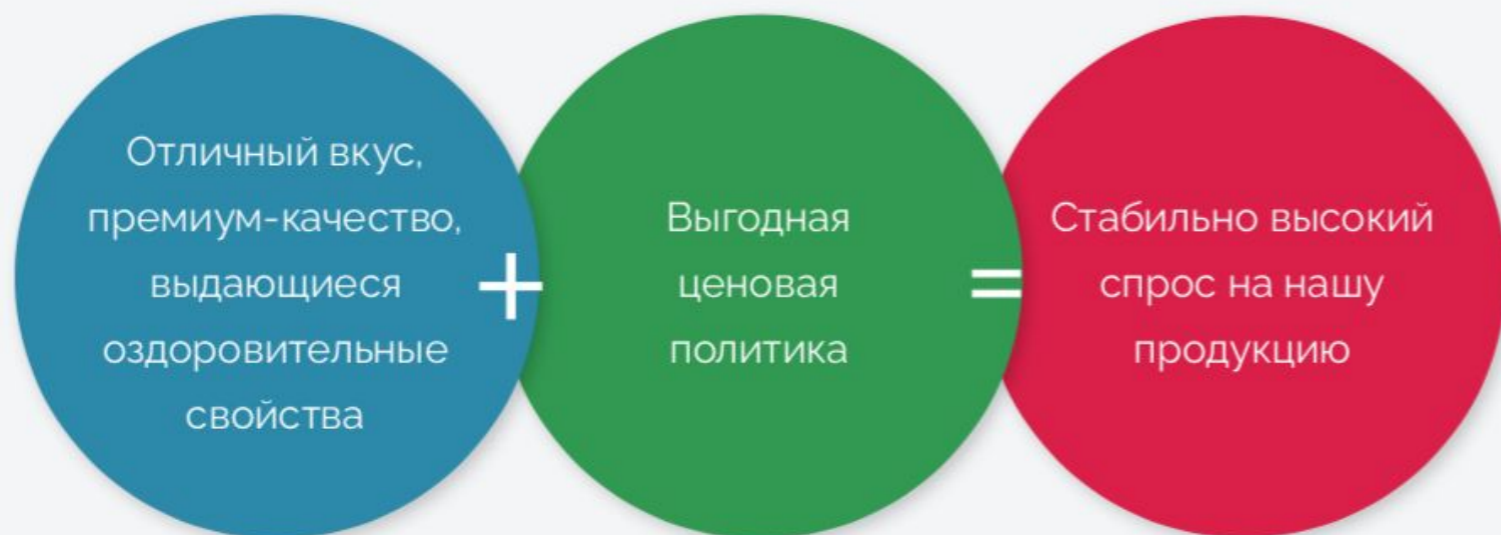 Отличный вкус,
премиум-качество,
выдающиеся
оздоровительные
свойства
+
Выгодная
ценовая
политика
=
Стабильно высокий
спрос на нашу
продукцию